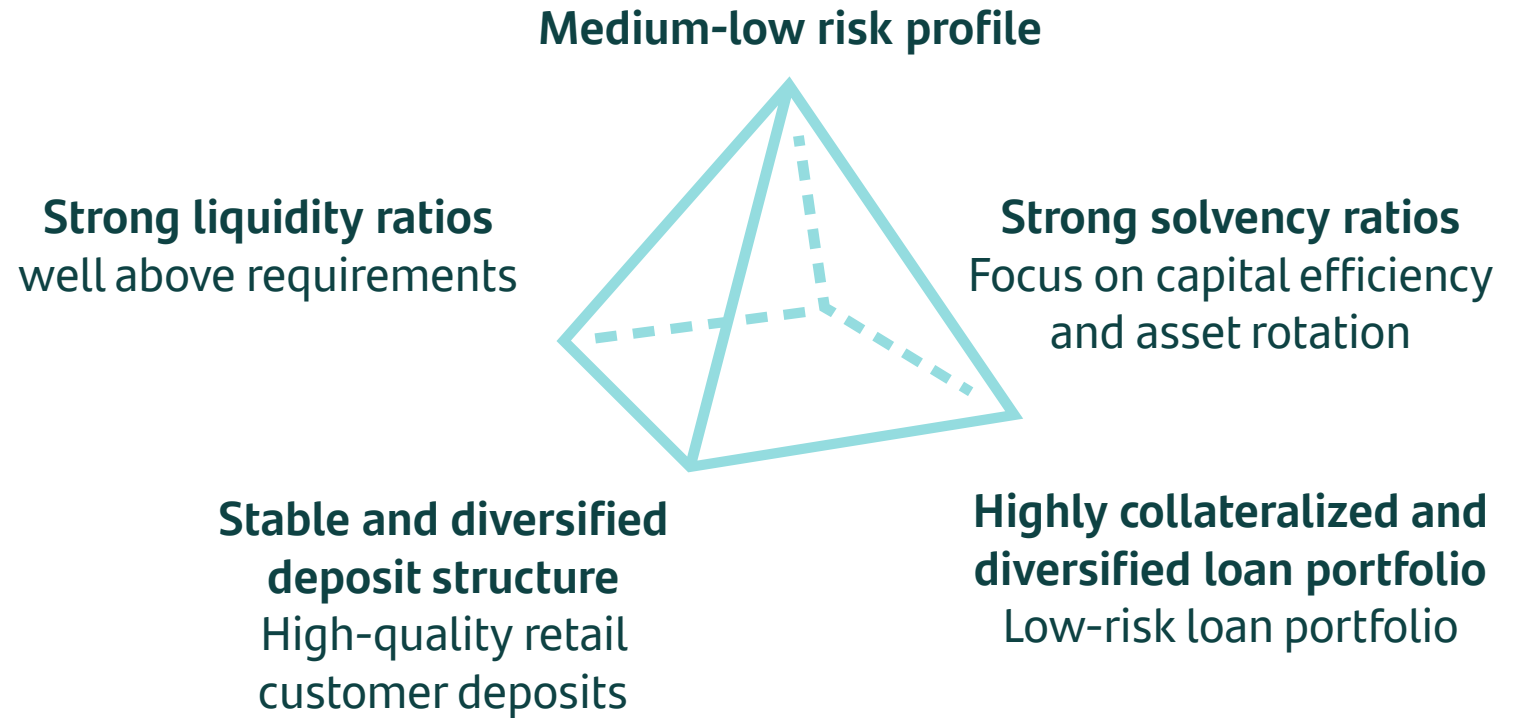 Medium-low risk profile
Strong liquidity ratios
well above requirements
Strong solvency ratios
Focus on capital efficiency
and asset rotation
Stable and diversified
deposit structure
High-quality retail
customer deposits
Highly collateralized and
diversified loan portfolio
Low-risk loan portfolio